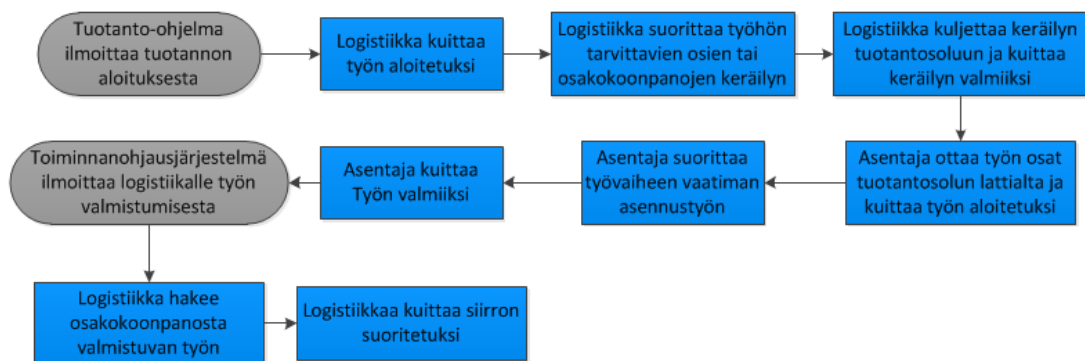 Tuotanto-ohjelma
ilmoittaa tuotannon
aloituksesta
Logistiikka kuittaa
työn aloitetuksi
Logistiikka suorittaa työhön
tarvittavien osien tai
osakokoonpanojen keräilyn
Logistiikka kuljettaa keräilyn
tuotantosoluun ja kuittaa
keräilyn valmiiksi
Asentaja ottaa työn osat
tuotantosolun lattialta ja
kuittaa työn aloitetuksi
Asentaja suorittaa
työvaiheen vaatiman
asennustyön
Asentaja kuittaa
Työn valmiiksi
Toiminnanohjausjärjestelmä
ilmoittaa logistiikalle työn
valmistumisesta
Logistiikka hakee
osakokoonpanosta
valmistuvan työn
Logistiikkaa kuittaa siirron
suoritetuksi